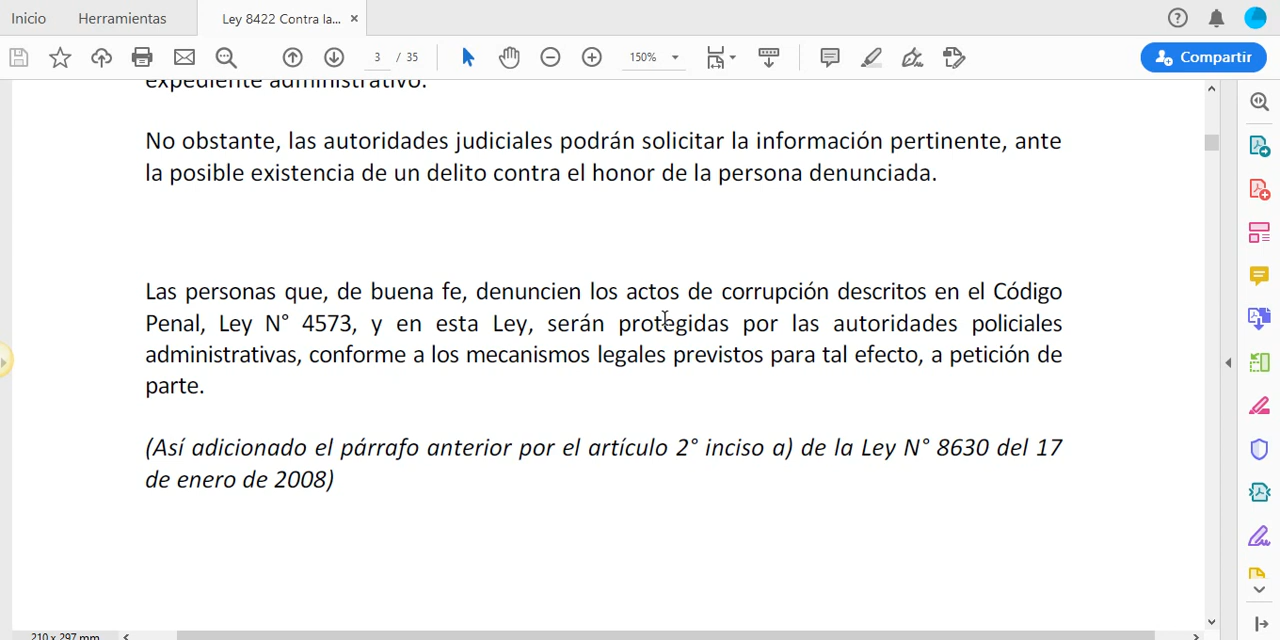 Inicio
Herramientas
Ley 8422 Contra la...
3 / 35
150%
Compartir
expediente administrativo.
No obstante, las autoridades judiciales podrán solicitar la información pertinente, ante
la posible existencia de un delito contra el honor de la persona denunciada.
Las personas que, de buena fe, denuncien los actos de corrupción descritos en el Código
Penal, Ley N° 4573, y en esta Ley, serán protegidas por las autoridades policiales
administrativas, conforme a los mecanismos legales previstos para tal efecto, a petición de
parte.
(Así adicionado el párrafo anterior por el artículo 2° inciso a) de la Ley N° 8630 del 17
de enero de 2008)
210 x 297 mm